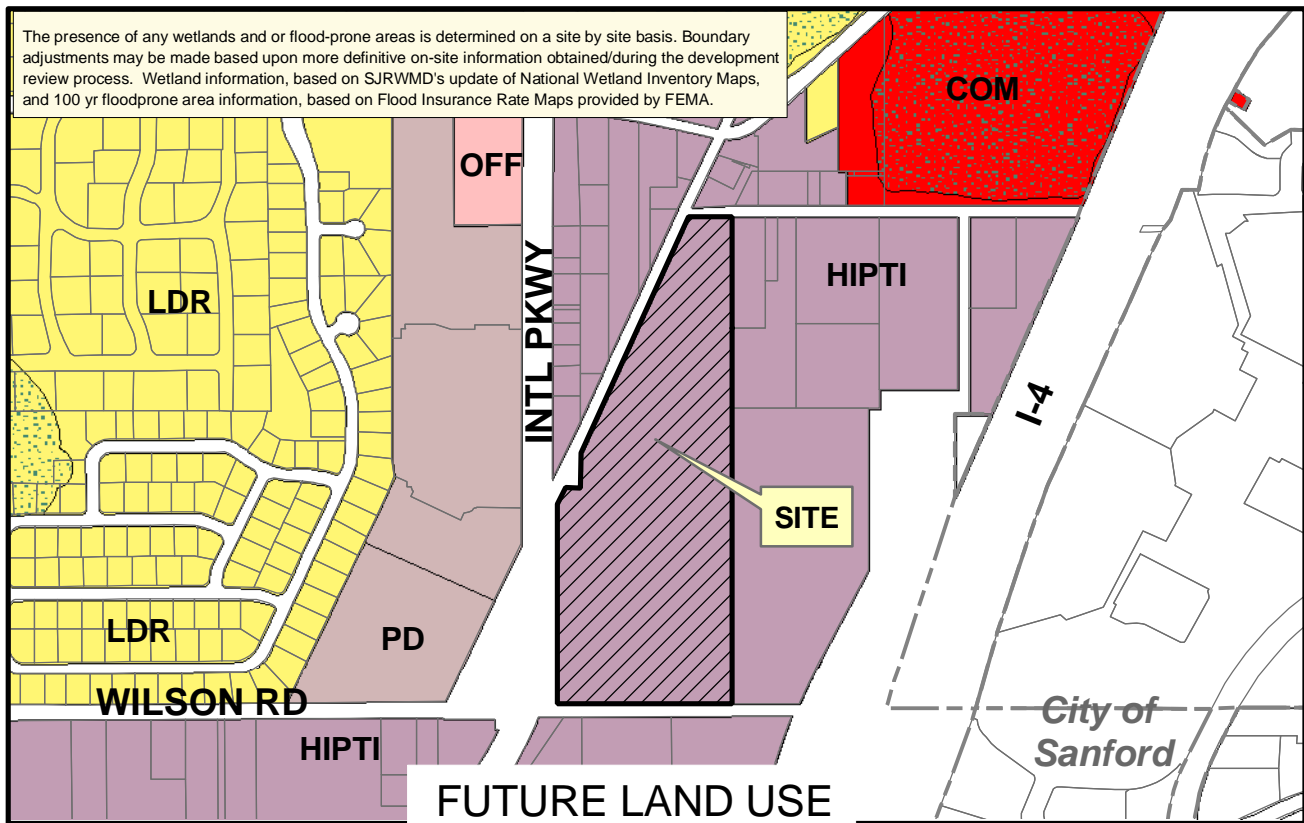 The presence of any wetlands and or flood-prone areas is determined on a site by site basis. Boundary
adjustments may be made based upon more definitive on-site information obtained/during the development
review process. Wetland information, based on SJRWMD's update of National Wetland Inventory Maps,
and 100 yr floodprone area information, based on Flood Insurance Rate Maps provided by FEMA.
COM
OFF
INTL PKWY
HIPTI
LDR
I-4
SITE
LDR
PD
WILSON RD
City of
Sanford
HIPTI
FUTURE LAND USE